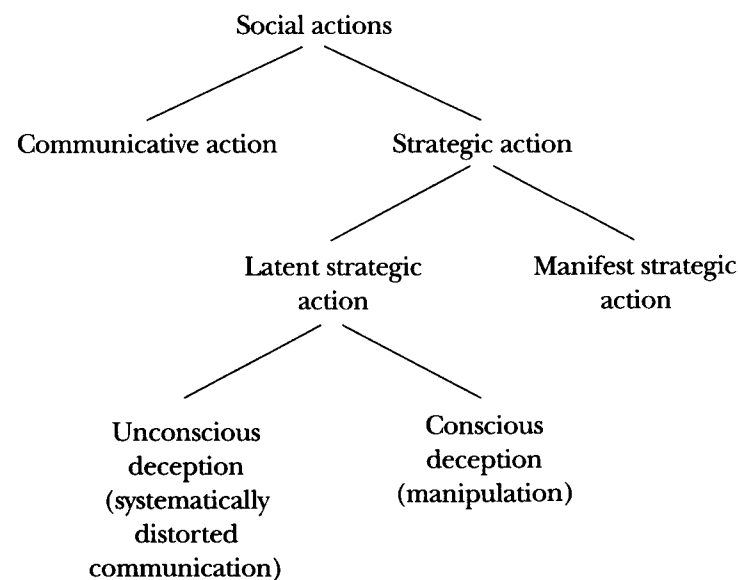 Social actions
Communicative action
Strategic action
Latent strategic
action
Manifest strategic
action
Unconscious
deception
(systematically
distorted
communication)
Conscious
deception
(manipulation)